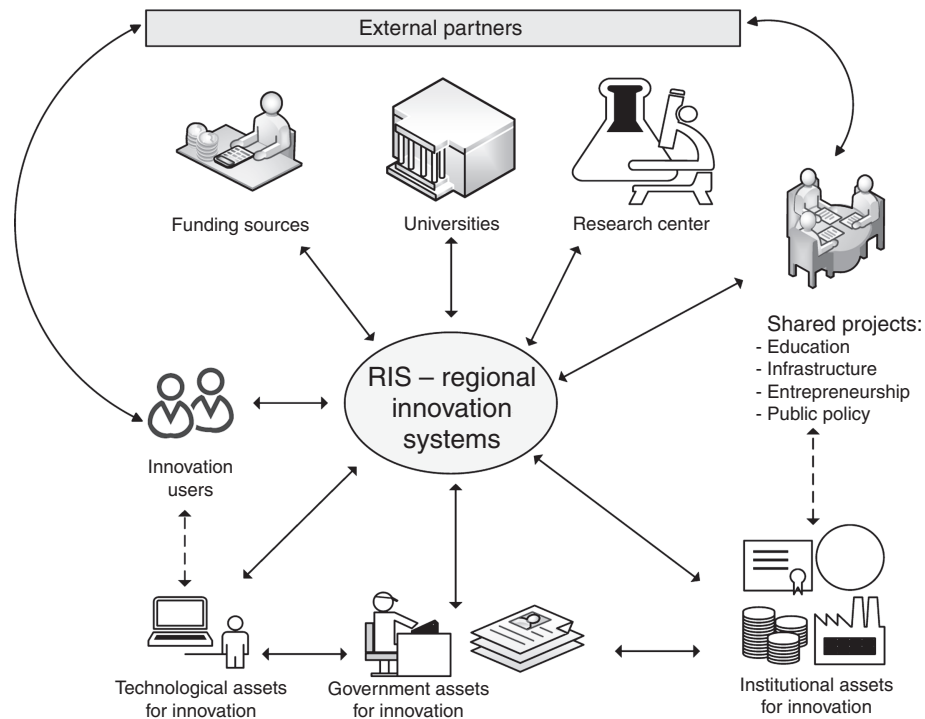 External partners
Funding sources
Universities
Research center
Shared projects:
- Education
- Infrastructure
- Entrepreneurship
- Public policy
RIS – regional
innovation
systems
Innovation
users
Technological assets
for innovation
Government assets
for innovation
Institutional assets
for innovation